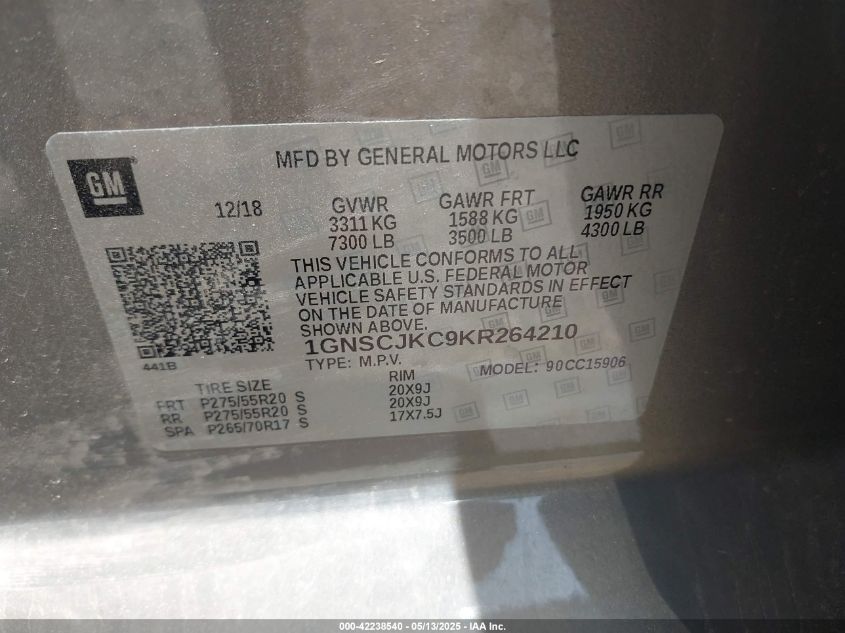 MFD BY GENERAL MOTORS LLC
GM
12/18
GVWR GAWR FRT GAWR RR
3311 KG 1588 KG 1950 KG
7300 LB 3500 LB 4300 LB
THIS VEHICLE CONFORMS TO ALL
APPLICABLE U.S. FEDERAL MOTOR
VEHICLE SAFETY STANDARDS IN EFFECT
ON THE DATE OF MANUFACTURE
SHOWN ABOVE.
1GNSCJKC9KR264210
441B
TYPE: M.P.V. MODEL: 90CC15906
TIRE SIZE RIM
FRT P275/55R20 S 20X9J
RR P275/55R20 S 20X9J
SPA P265/70R17 S 17X7.5J
000-42238540 - 05/13/2025 - IAA Inc.